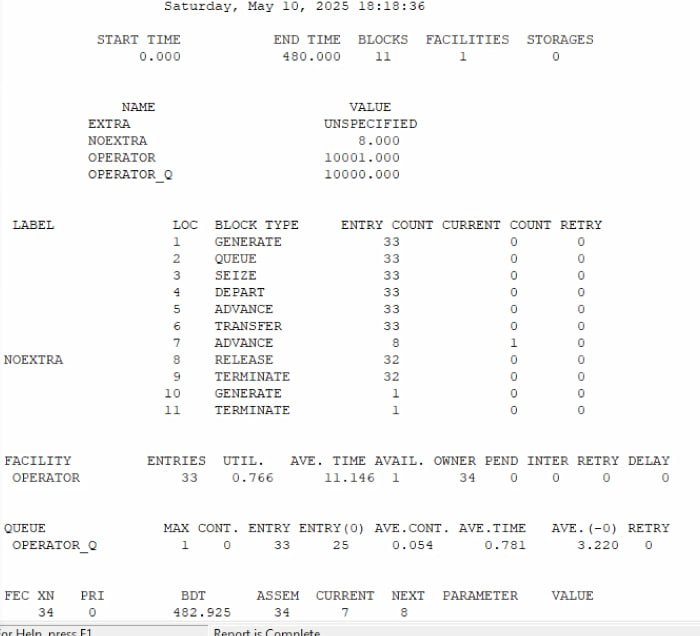 Saturday, May 10, 2025 18:18:36
START TIME END TIME BLOCKS FACILITIES STORAGES
0.000 480.000 11 1 0
NAME VALUE
EXTRA UNSPECIFIED
NOEXTRA 8.000
OPERATOR 10001.000
OPERATOR_Q 10000.000
LABEL LOC BLOCK TYPE ENTRY COUNT CURRENT COUNT RETRY
1 GENERATE 33 0 0
2 QUEUE 33 0 0
3 SEIZE 33 0 0
4 DEPART 33 0 0
5 ADVANCE 33 0 0
6 TRANSFER 33 0 0
7 ADVANCE 8 1 0
NOEXTRA 8 RELEASE 32 0 0
9 TERMINATE 32 0 0
10 GENERATE 1 0 0
11 TERMINATE 1 0 0
FACILITY ENTRIES UTIL. AVE. TIME AVAIL. OWNER PEND INTER RETRY DELAY
OPERATOR 33 0.766 11.146 1 34 0 0 0 0
QUEUE MAX CONT. ENTRY ENTRY(0) AVE.CONT. AVE.TIME AVE.(-0) RETRY
OPERATOR_Q 1 0 33 25 0.054 0.781 3.220 0
FEC XN PRI BDT ASSEM CURRENT NEXT PARAMETER VALUE
34 0 482.925 34 7 8
or Help, press F1 Report is Complete